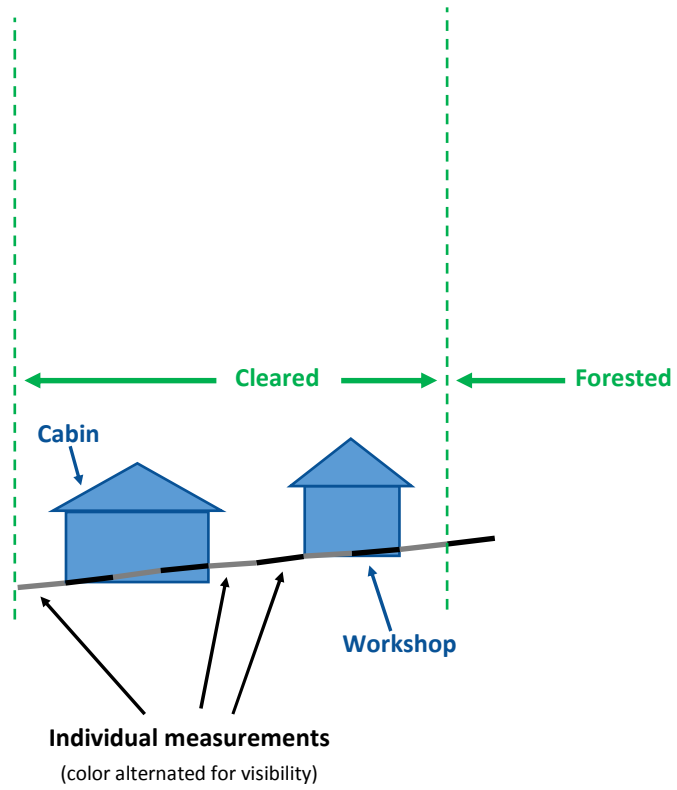 Cleared
Forested
Cabin
Workshop
Individual measurements
(color alternated for visibility)